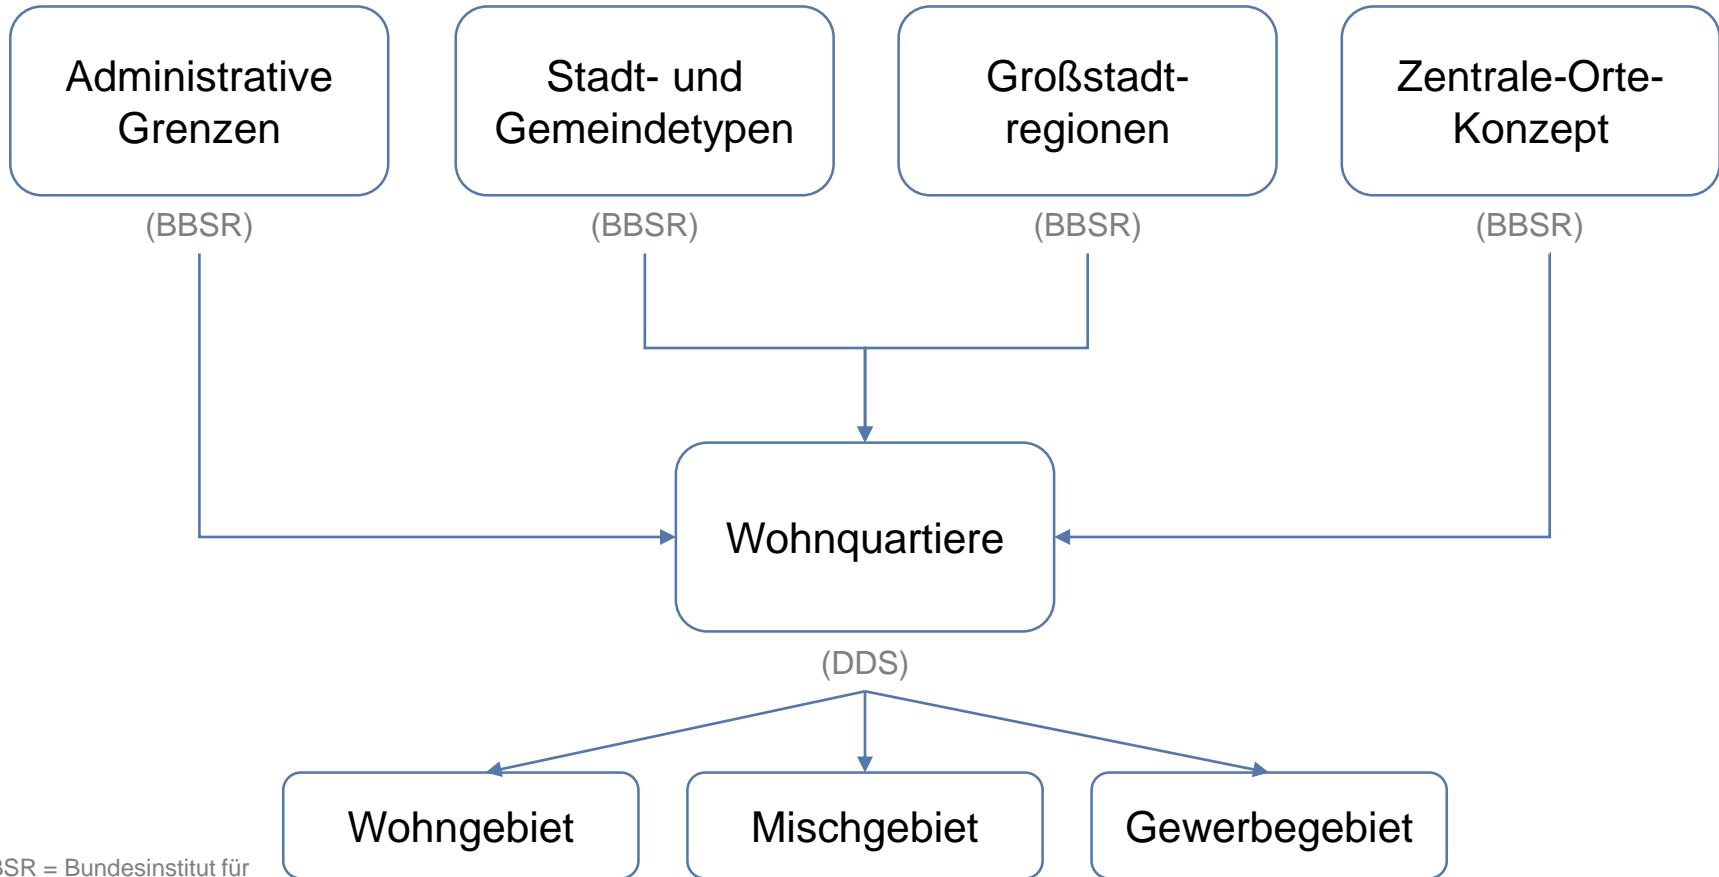 Administrative
Grenzen
Stadt- und
Gemeindetypen
Großstadt-
regionen
Zentrale-Orte-
Konzept
(BBSR)
(BBSR)
(BBSR)
(BBSR)
Wohnquartiere
(DDS)
Wohngebiet
Mischgebiet
Gewerbegebiet
BSR = Bundesinstitut für